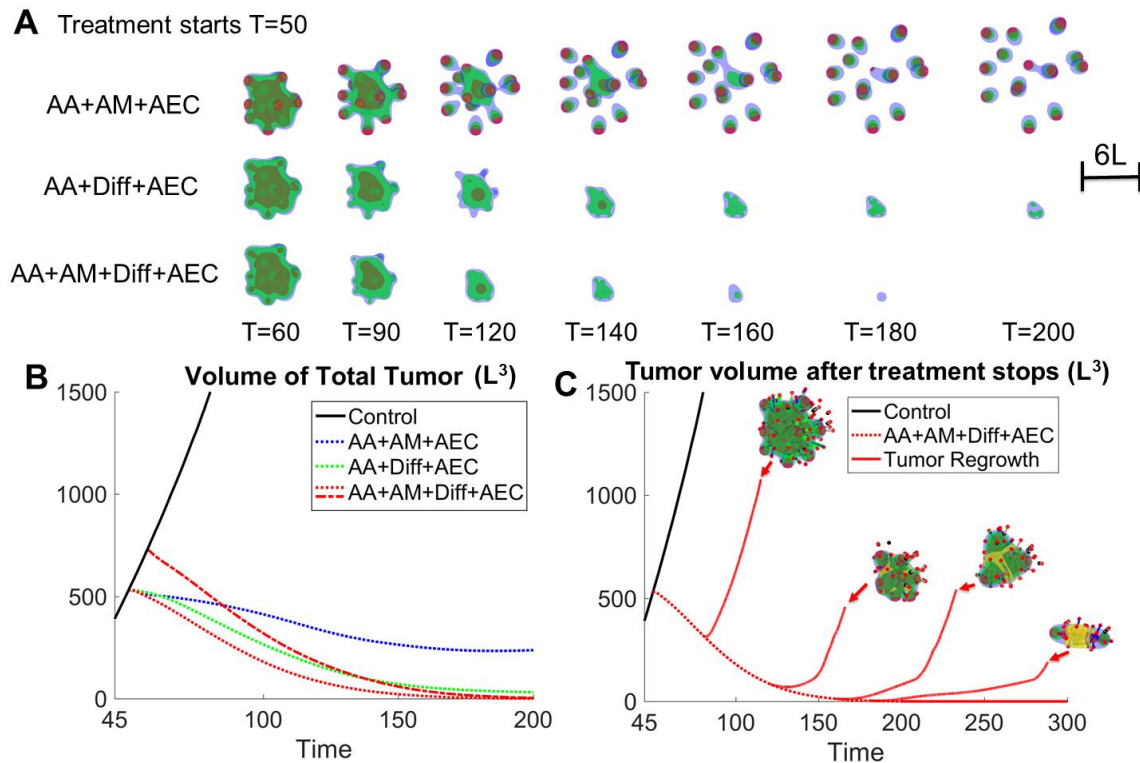 A Treatment starts T=50
AA+AM+AEC
6L
AA+Diff+AEC
AA+AM+Diff+AEC
T=60 T=90 T=120 T=140 T=160 T=180 T=200
B Volume of Total Tumor (L³)
1500
1000
500
0
45 100 150 200
Time
Control
AA+AM+AEC
AA+Diff+AEC
AA+AM+Diff+AEC
C Tumor volume after treatment stops (L³)
1500
1000
500
0
45 100 150 200 250 300
Time
Control
AA+AM+Diff+AEC
Tumor Regrowth